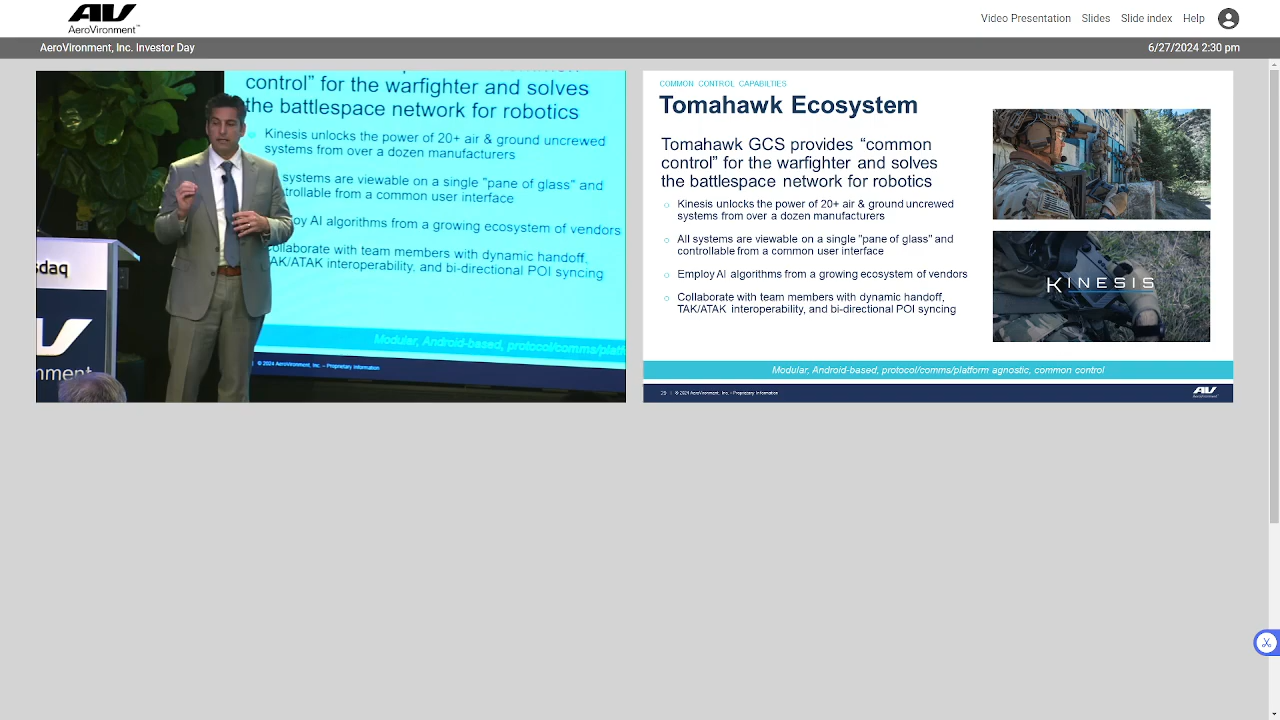 AV
AeroVironment™
Video Presentation
Slides
Slide index
Help
AeroVIronment, Inc. Investor Day
6/27/2024 2:30 pm
control” for the warfighter and solves
the battlespace network for robotics
Kinesis unlocks the power of 20+ air & ground uncrewed
systems from over a dozen manufacturers
systems are viewable on a single "pane of glass" and
trollable from a common user interface
oy AI algorithms from a growing ecosystem of vendors
ollaborate with team members with dynamic handoff,
AK/ATAK interoperability, and bi-directional POI syncing
Modular, Android-based, protocol/comms/platf
© 2024 AeroVironment, Inc. – Proprietary Information
sdaq
nment
COMMON CONTROL CAPABILTIES
Tomahawk Ecosystem
Tomahawk GCS provides “common
control” for the warfighter and solves
the battlespace network for robotics
Kinesis unlocks the power of 20+ air & ground uncrewed
systems from over a dozen manufacturers
All systems are viewable on a single "pane of glass" and
controllable from a common user interface
Employ AI algorithms from a growing ecosystem of vendors
Collaborate with team members with dynamic handoff,
TAK/ATAK interoperability, and bi-directional POI syncing
KINESIS
Modular, Android-based, protocol/comms/platform agnostic, common control
29 | © 2024 AeroVironment, Inc. – Proprietary Information
AV
AeroVironment